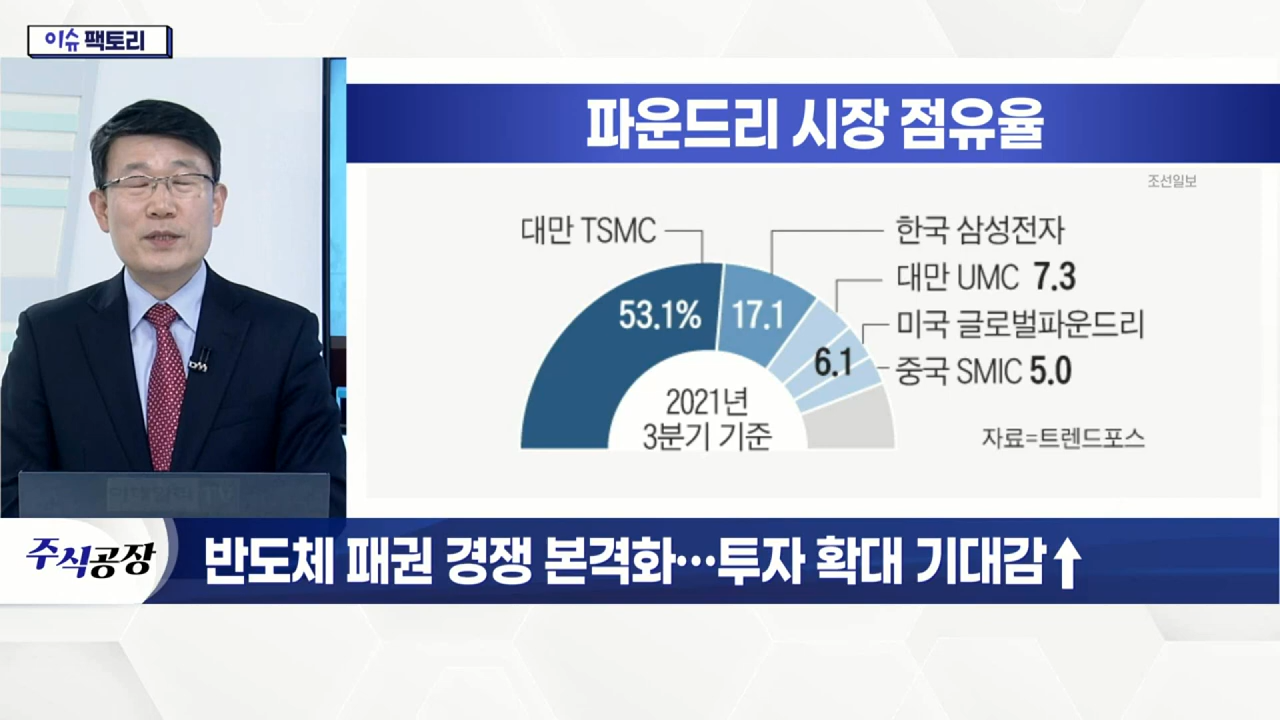 이슈 팩토리
파운드리 시장 점유율
조선일보
대만 TSMC
한국 삼성전자
대만 UMC 7.3
53.1%
17.1
미국 글로벌파운드리
6.1
중국 SMIC 5.0
2021년
3분기 기준
자료=트렌드포스
주식공장
반도체 패권 경쟁 본격화…투자 확대 기대감↑